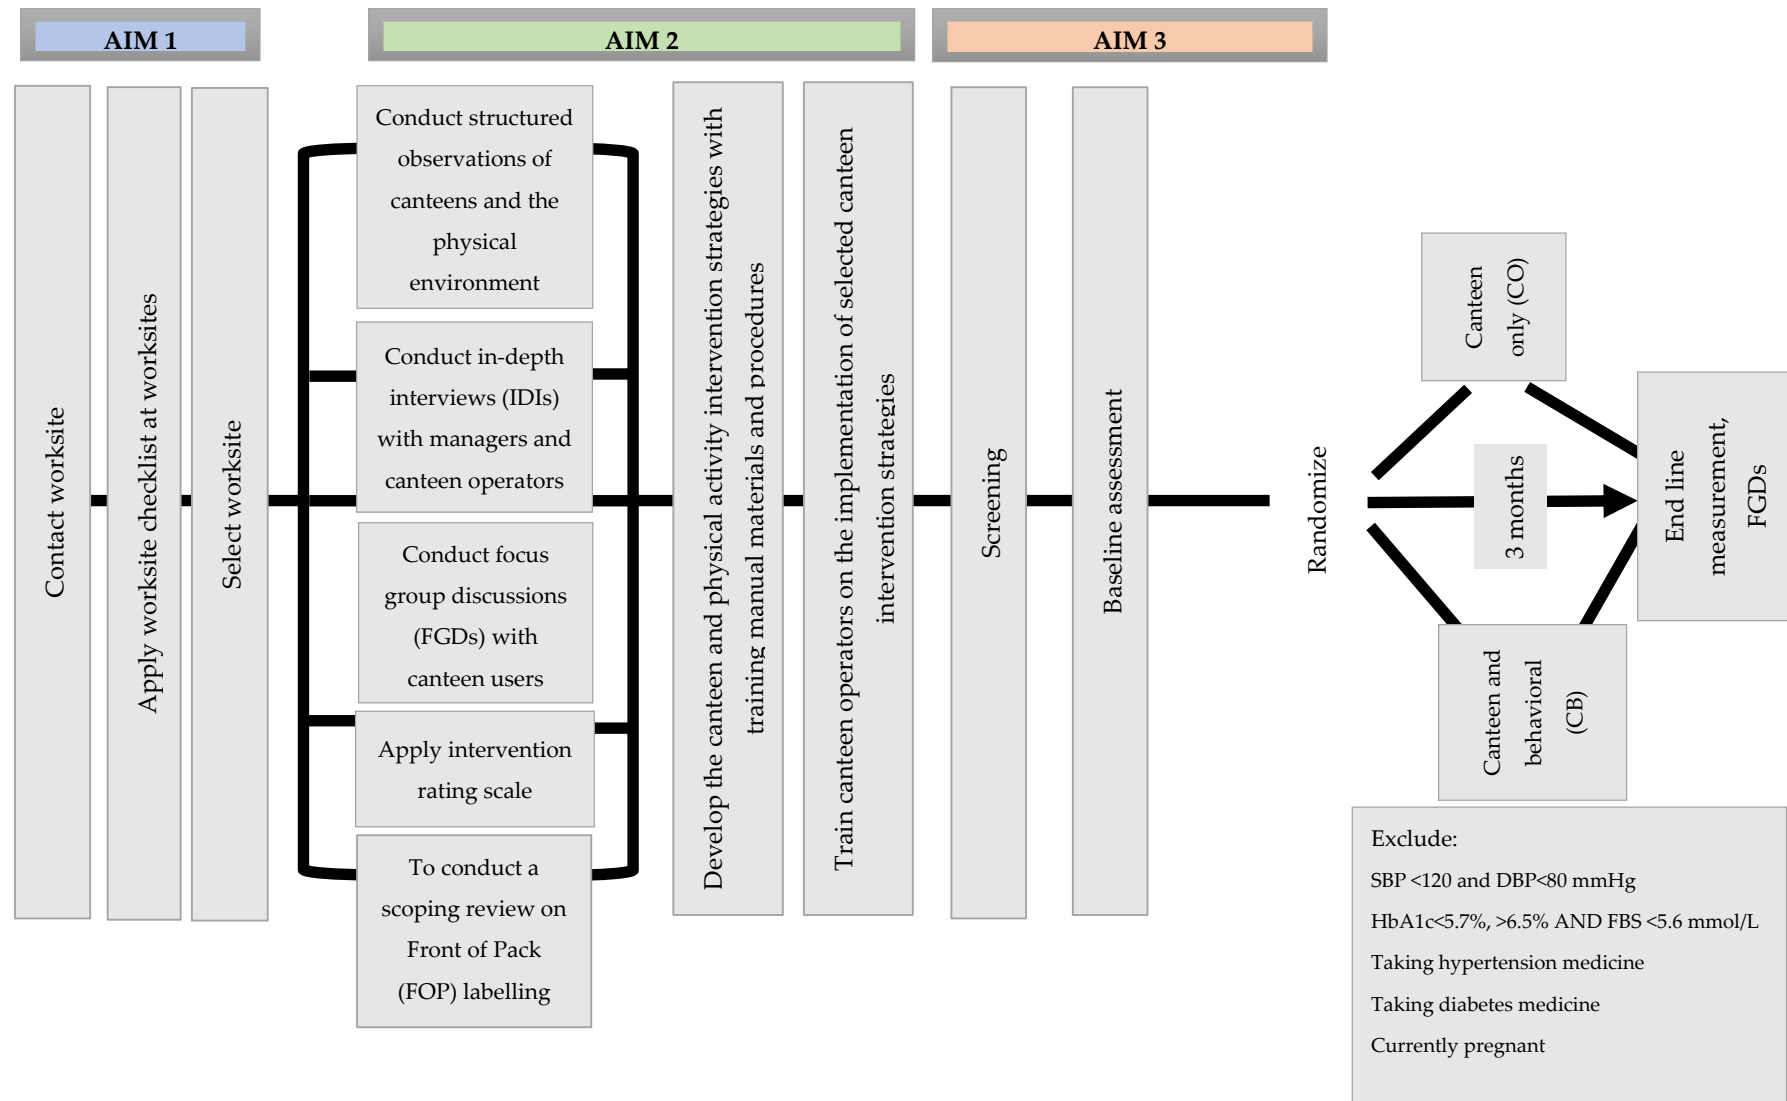 AIM 1
AIM 2
AIM 3
Contact worksite
Apply worksite checklist at worksites
Select worksite
Conduct structured
observations of
canteens and the
physical
environment
Conduct in-depth
interviews (IDIs)
with managers and
canteen operators
Conduct focus
group discussions
(FGDs) with
canteen users
Apply intervention
rating scale
To conduct a
scoping review on
Front of Pack
(FOP) labelling
Develop the canteen and physical activity intervention strategies with
training manual materials and procedures
Train canteen operators on the implementation of selected canteen
intervention strategies
Screening
Baseline assessment
Randomize
Canteen
only (CO)
3 months
Canteen and
behavioral
(CB)
End line
measurement,
FGDs
Exclude:
SBP <120 and DBP<80 mmHg
HbA1c<5.7%, >6.5% AND FBS <5.6 mmol/L
Taking hypertension medicine
Taking diabetes medicine
Currently pregnant